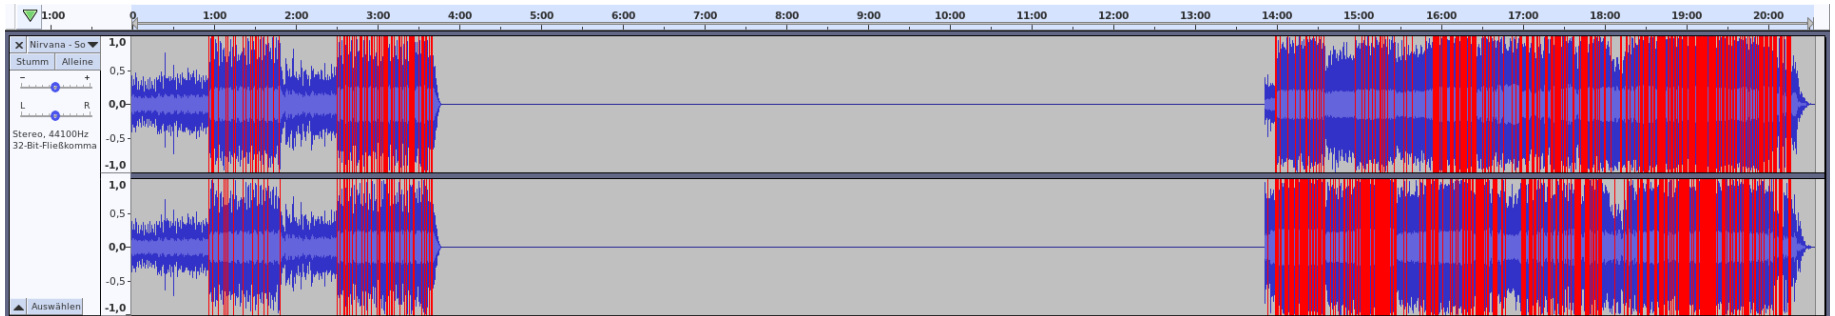 1:00 0 1:00 2:00 3:00 4:00 5:00 6:00 7:00 8:00 9:00 10:00 11:00 12:00 13:00 14:00 15:00 16:00 17:00 18:00 19:00 20:00
Nirvana - So
Stumm Alleine
- +
L R
Stereo, 44100Hz
32-Bit-Fließkomma
Auswählen
1,0
0,5
0,0
-0,5
-1,0
1,0
0,5
0,0
-0,5
-1,0